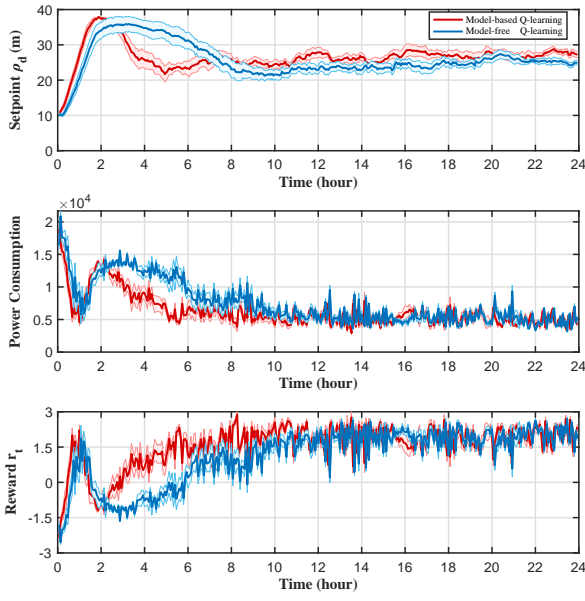 Setpoint ρd (m)
40
30
20
10
0
Model-based Q-learning
Model-free Q-learning
0 2 4 6 8 10 12 14 16 18 20 22 24
Time (hour)
Power Consumption
×10⁴
2
1.5
1
0.5
0
0 2 4 6 8 10 12 14 16 18 20 22 24
Time (hour)
Reward rt
3
1.5
0
-1.5
-3
0 2 4 6 8 10 12 14 16 18 20 22 24
Time (hour)